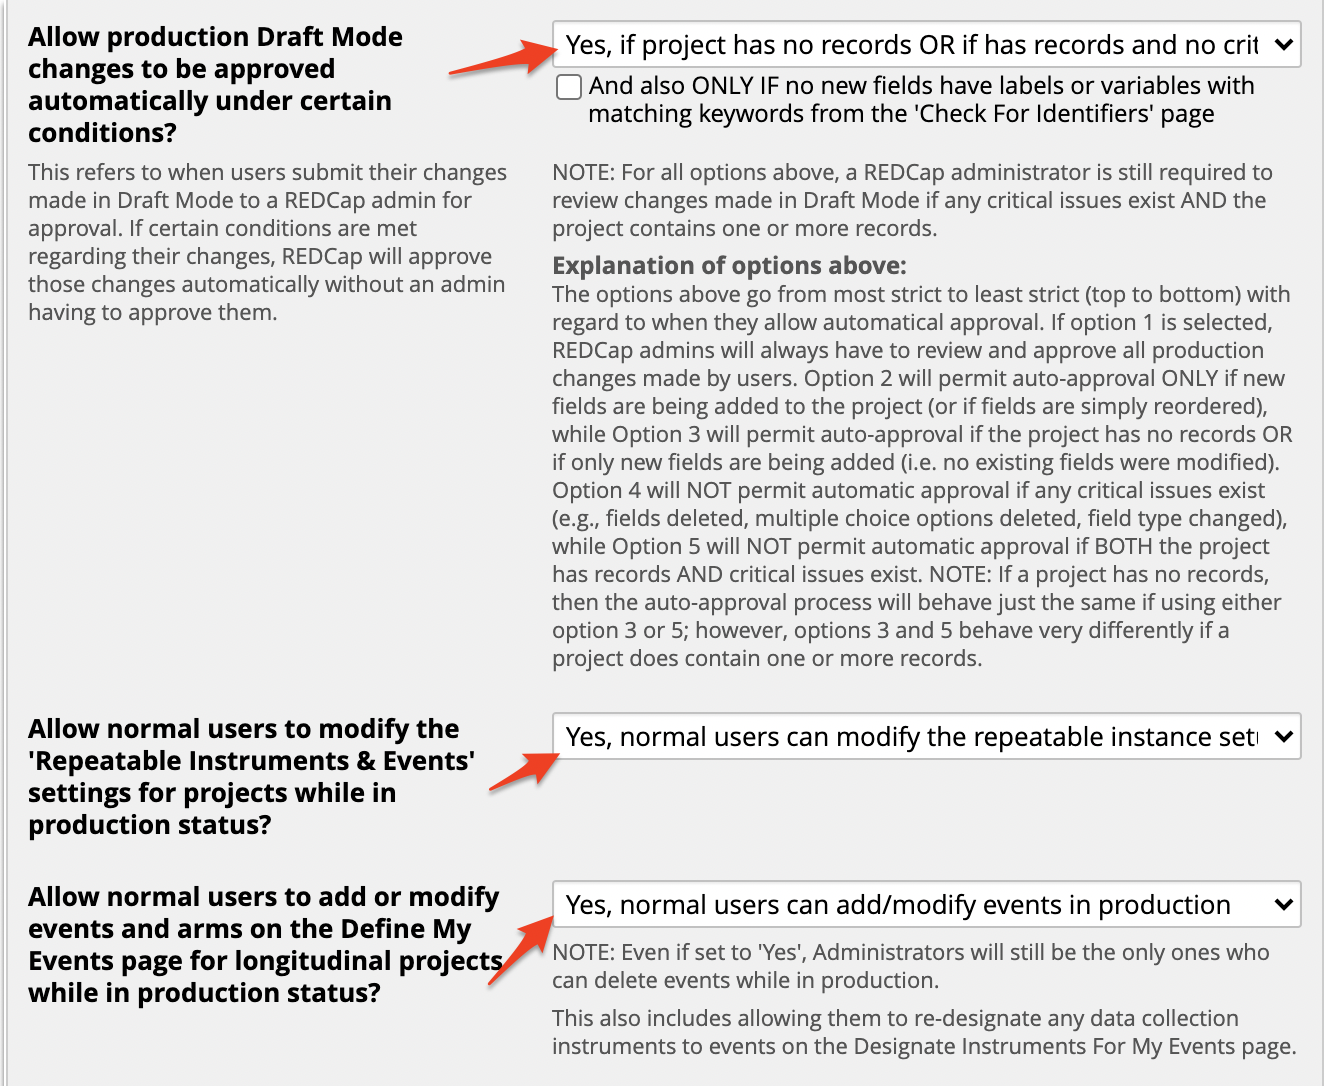 Allow production Draft Mode
changes to be approved
automatically under certain
conditions?
This refers to when users submit their changes
made in Draft Mode to a REDCap admin for
approval. If certain conditions are met
regarding their changes, REDCap will approve
those changes automatically without an admin
having to approve them.
Yes, if project has no records OR if has records and no crit
And also ONLY IF no new fields have labels or variables with
matching keywords from the 'Check For Identifiers' page
NOTE: For all options above, a REDCap administrator is still required to
review changes made in Draft Mode if any critical issues exist AND the
project contains one or more records.
Explanation of options above:
The options above go from most strict to least strict (top to bottom) with
regard to when they allow automatical approval. If option 1 is selected,
REDCap admins will always have to review and approve all production
changes made by users. Option 2 will permit auto-approval ONLY if new
fields are being added to the project (or if fields are simply reordered),
while Option 3 will permit auto-approval if the project has no records OR
if only new fields are being added (i.e. no existing fields were modified).
Option 4 will NOT permit automatic approval if any critical issues exist
(e.g., fields deleted, multiple choice options deleted, field type changed),
while Option 5 will NOT permit automatic approval if BOTH the project
has records AND critical issues exist. NOTE: If a project has no records,
then the auto-approval process will behave just the same if using either
option 3 or 5; however, options 3 and 5 behave very differently if a
project does contain one or more records.
Allow normal users to modify the
'Repeatable Instruments & Events'
settings for projects while in
production status?
Yes, normal users can modify the repeatable instance setu
Allow normal users to add or modify
events and arms on the Define My
Events page for longitudinal projects
while in production status?
Yes, normal users can add/modify events in production
NOTE: Even if set to 'Yes', Administrators will still be the only ones who
can delete events while in production.
This also includes allowing them to re-designate any data collection
instruments to events on the Designate Instruments For My Events page.